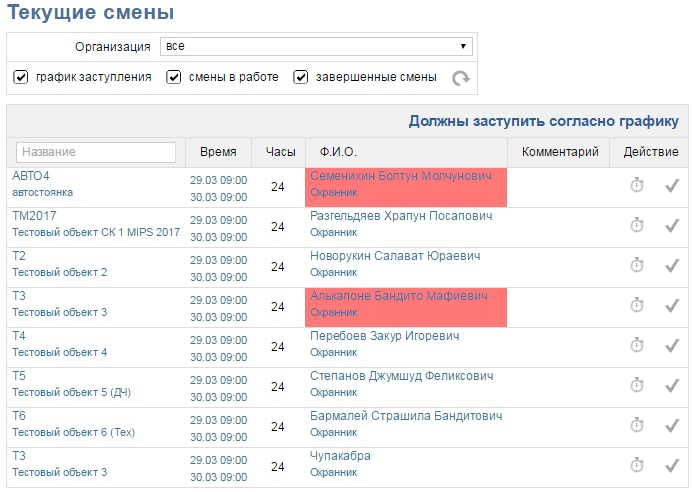 Текущие смены
Организация все
график заступления смены в работе завершенные смены
Должны заступить согласно графику
Название Время Часы Ф.И.О. Комментарий Действие
АВТО4 29.03 09:00 Семенихин Болтун Молчунович
автостоянка 30.03 09:00 24 Охранник
ТМ2017 29.03 09:00 Разгельдяев Храпун Посапович
Тестовый объект СК 1 MIPS 2017 30.03 09:00 24 Охранник
Т2 29.03 09:00 Новорукин Салават Юраевич
Тестовый объект 2 30.03 09:00 24 Охранник
Т3 29.03 09:00 Алькапоне Бандито Мафиевич
Тестовый объект 3 30.03 09:00 24 Охранник
Т4 29.03 09:00 Перебоев Закур Игоревич
Тестовый объект 4 30.03 09:00 24 Охранник
Т5 29.03 09:00 Степанов Джумшуд Феликсович
Тестовый объект 5 (ДЧ) 30.03 09:00 24 Охранник
Т6 29.03 09:00 Бармалей Страшила Бандитович
Тестовый объект 6 (Тех) 30.03 09:00 24 Охранник
Т3 29.03 09:00 Чупакабра
Тестовый объект 3 30.03 09:00 24 Охранник